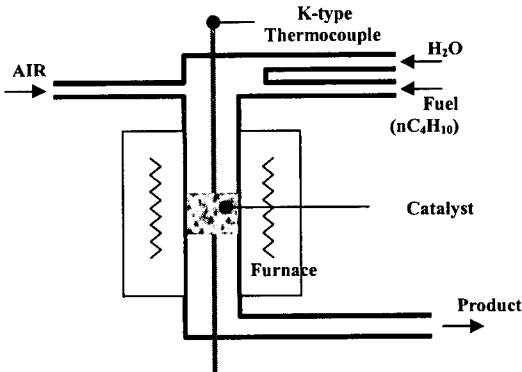 K-type
Thermocouple
AIR
H₂O
Fuel
(nC₄H₁₀)
Catalyst
Furnace
Product